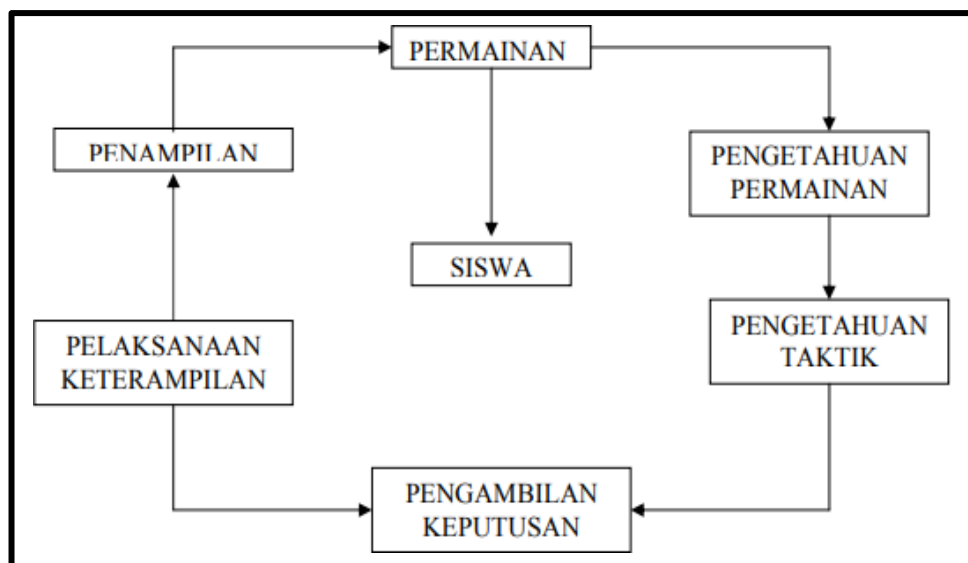 PERMAINAN
PENAMPILAN
PENGETAHUAN
PERMAINAN
SISWA
PENGETAHUAN
TAKTIK
PELAKSANAAN
KETERAMPILAN
PENGAMBILAN
KEPUTUSAN